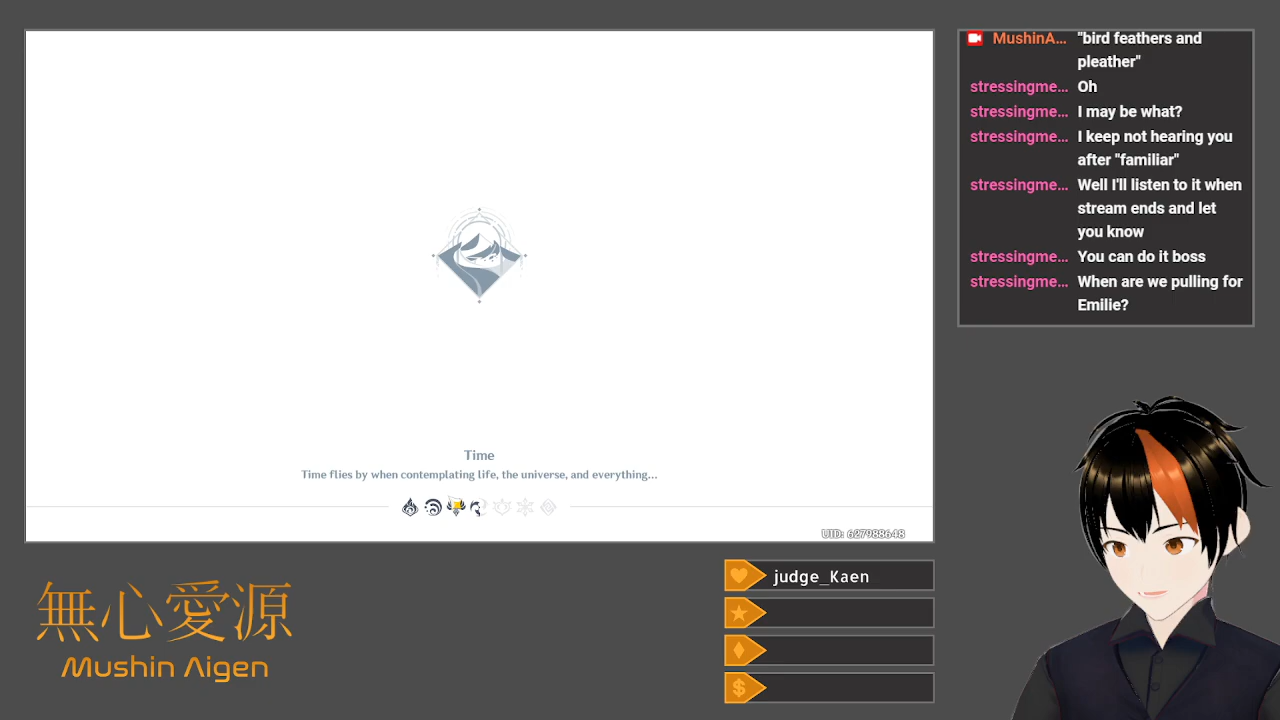 MushinA... "bird feathers and
pleather"
stressingme... Oh
stressingme... I may be what?
stressingme... I keep not hearing you
after "familiar"
stressingme... Well I'll listen to it when
stream ends and let
you know
stressingme... You can do it boss
stressingme... When are we pulling for
Emilie?
Time
Time flies by when contemplating life, the universe, and everything...
UID: 627988648
無心愛源
Mushin Aigen
judge_Kaen
$